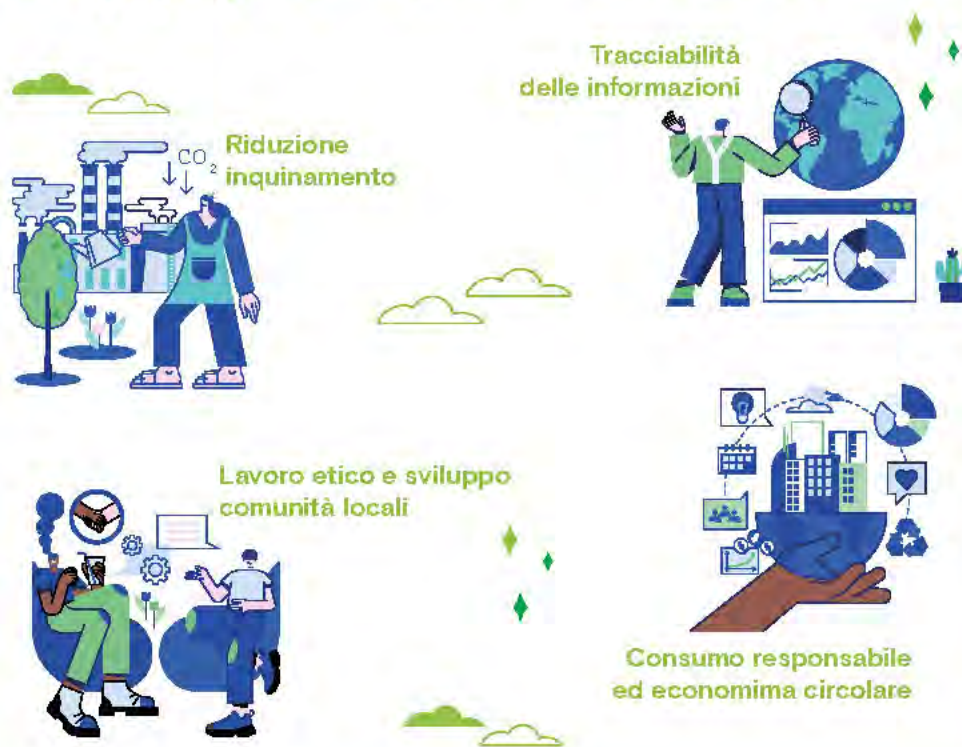 Tracciabilità
delle informazioni
Riduzione
inquinamento
CO₂
Lavoro etico e sviluppo
comunità locali
Consumo responsabile
ed economima circolare